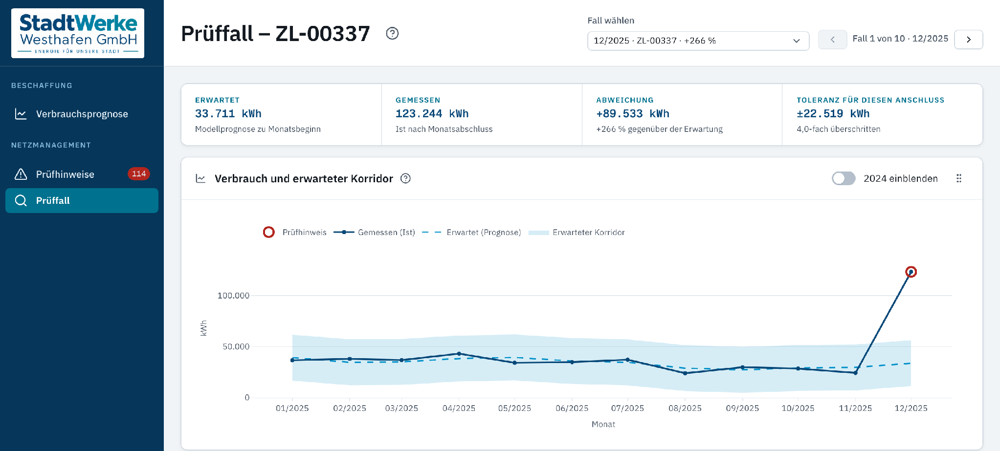 StadtWerke
Westhafen GmbH
ENERGIE FÜR UNSERE STADT
BESCHAFFUNG
Verbrauchsprognose
NETZMANAGEMENT
Prüfhinweise 114
Prüffall
Prüffall – ZL-00337 ?
Fall wählen
12/2025 · ZL-00337 · +266 %
Fall 1 von 10 · 12/2025
ERWARTET
33.711 kWh
Modellprognose zu Monatsbeginn
GEMESSEN
123.244 kWh
Ist nach Monatsabschluss
ABWEICHUNG
+89.533 kWh
+266 % gegenüber der Erwartung
TOLERANZ FÜR DIESEN ANSCHLUSS
±22.519 kWh
4,0-fach überschritten
Verbrauch und erwarteter Korridor ?
2024 einblenden
Prüfhinweis Gemessen (Ist) Erwartet (Prognose) Erwarteter Korridor
100.000
50.000
0
kWh
01/2025 02/2025 03/2025 04/2025 05/2025 06/2025 07/2025 08/2025 09/2025 10/2025 11/2025 12/2025
Monat